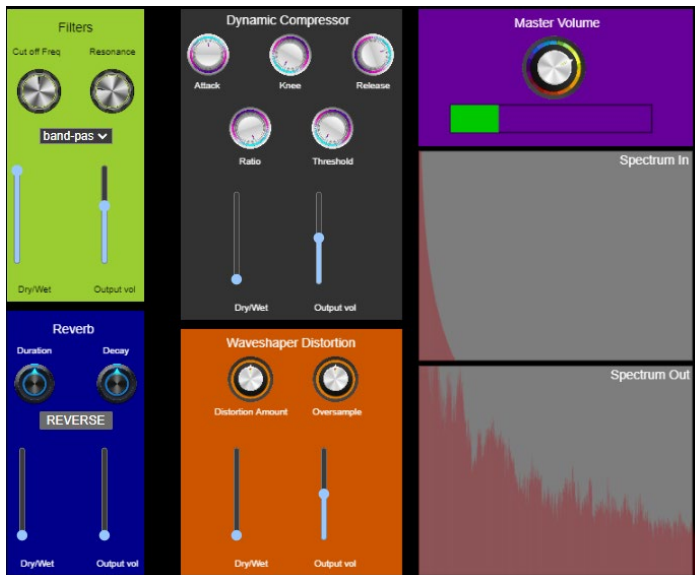 Filters
Cut off Freq Resonance
band-pas
Dry/Wet Output vol
Reverb
Duration Decay
REVERSE
Dry/Wet Output vol
Dynamic Compressor
Attack Knee Release
Ratio Threshold
Dry/Wet Output vol
Waveshaper Distortion
Distortion Amount Oversample
Dry/Wet Output vol
Master Volume
Spectrum In
Spectrum Out